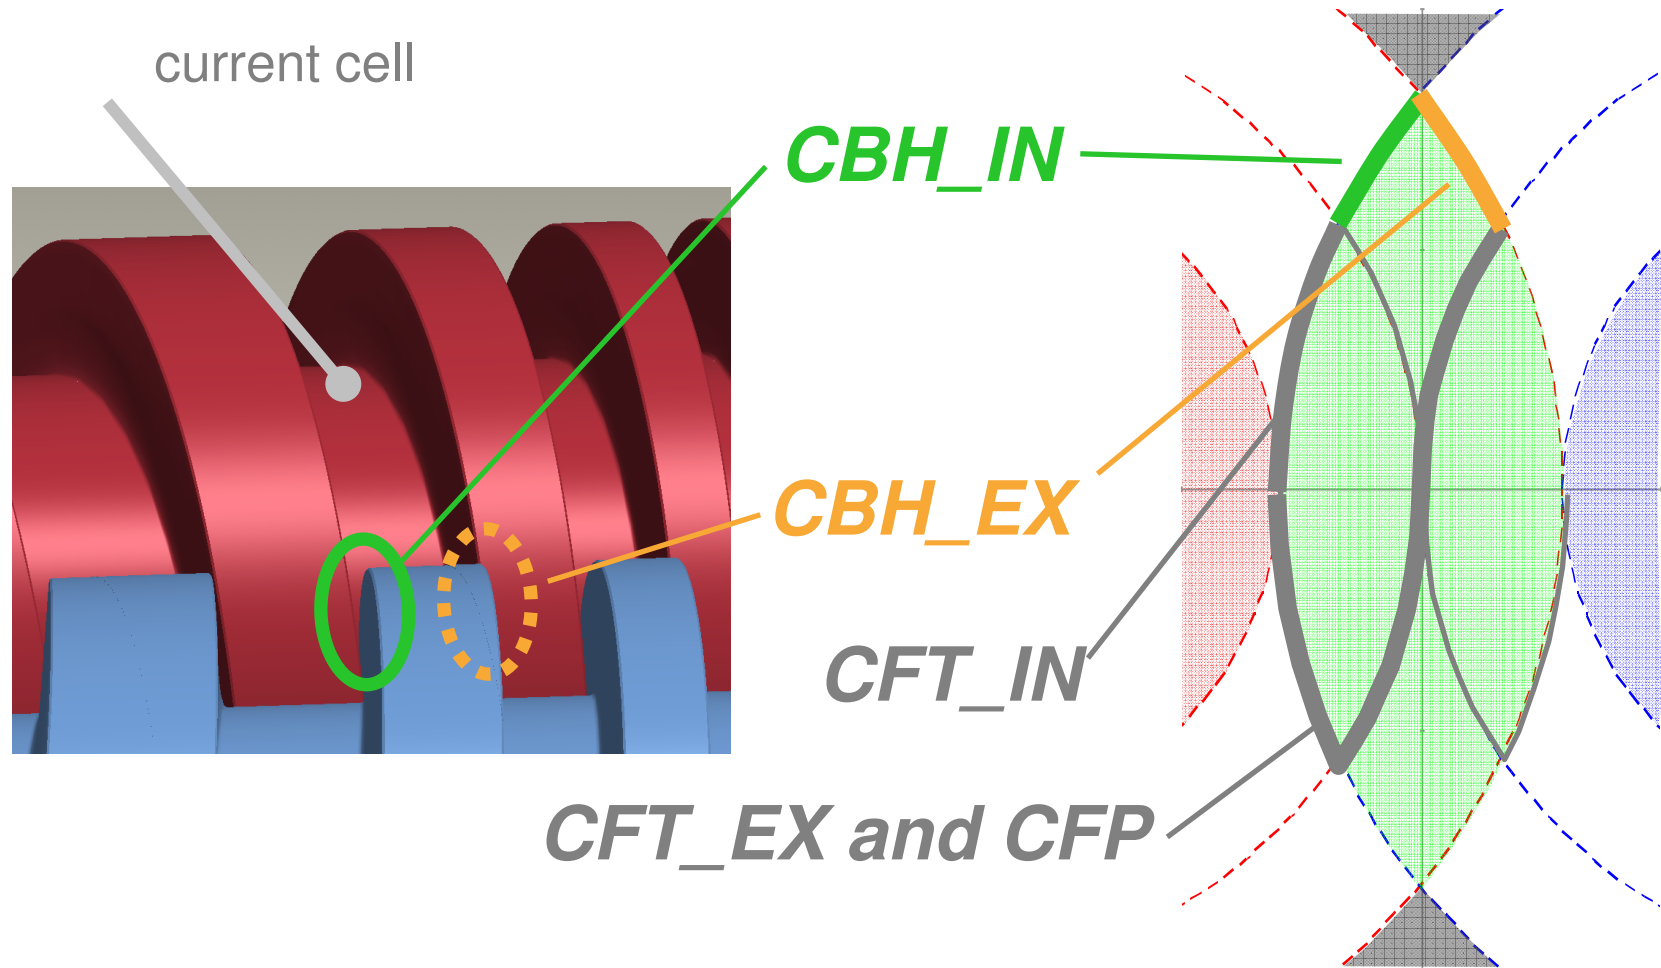 current cell
CBH_IN
CBH_EX
CFT_IN
CFT_EX and CFP